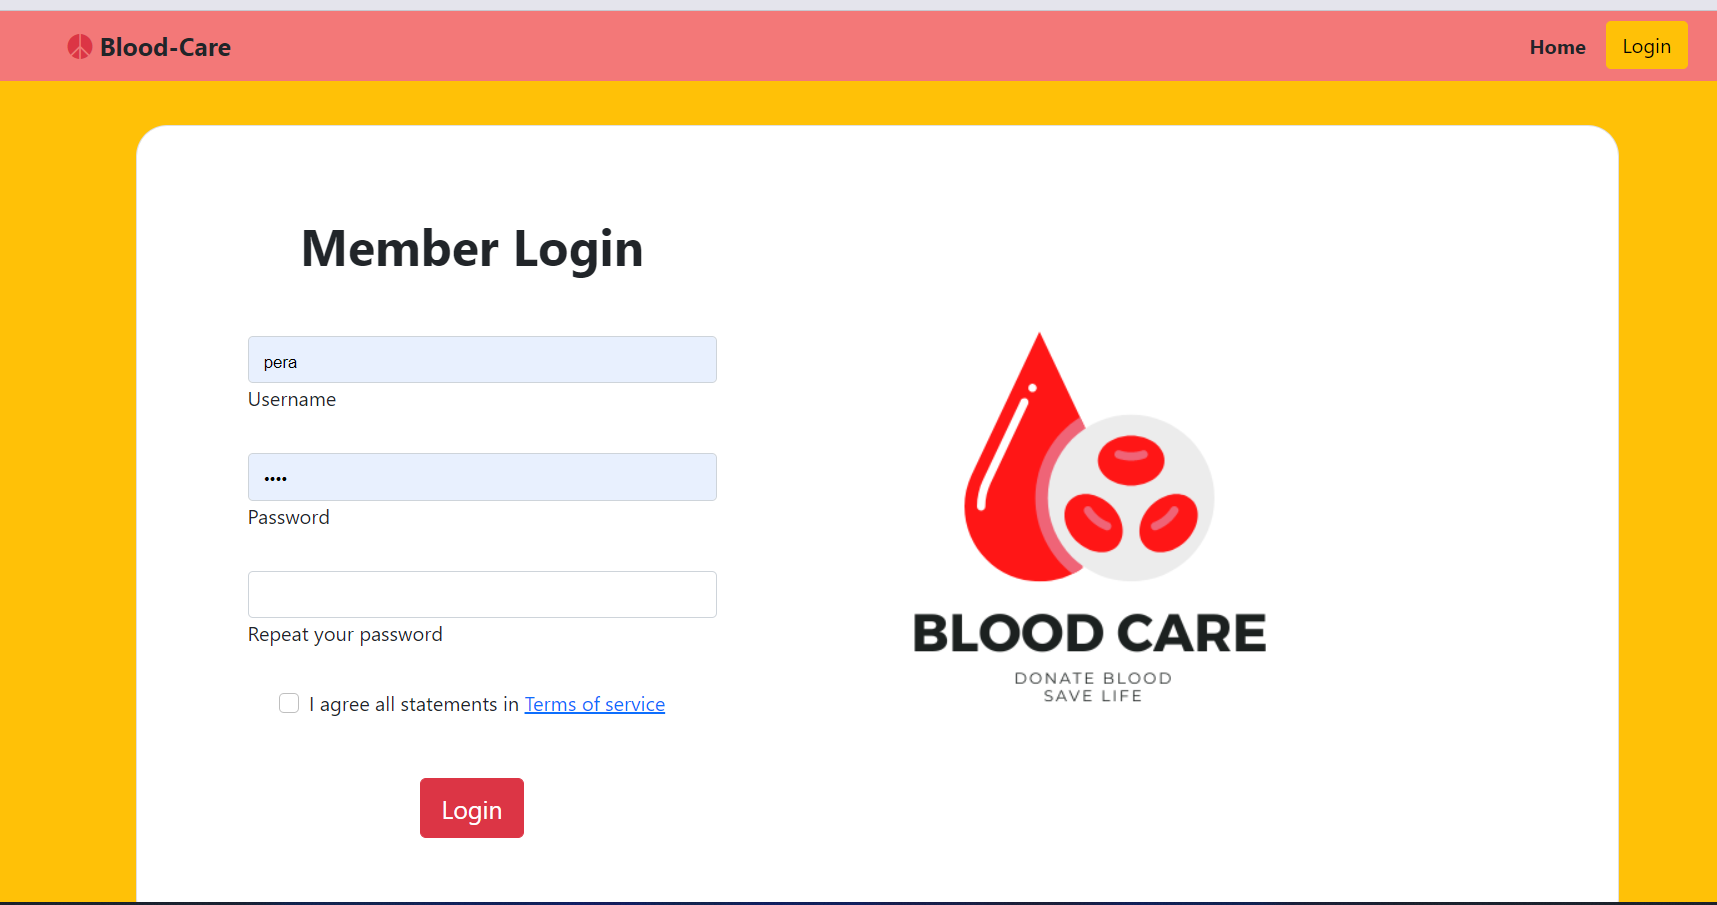 Blood-Care
Home
Login
Member Login
pera
Username
••••
Password
Repeat your password
I agree all statements in Terms of service
Login
BLOOD CARE
DONATE BLOOD
SAVE LIFE